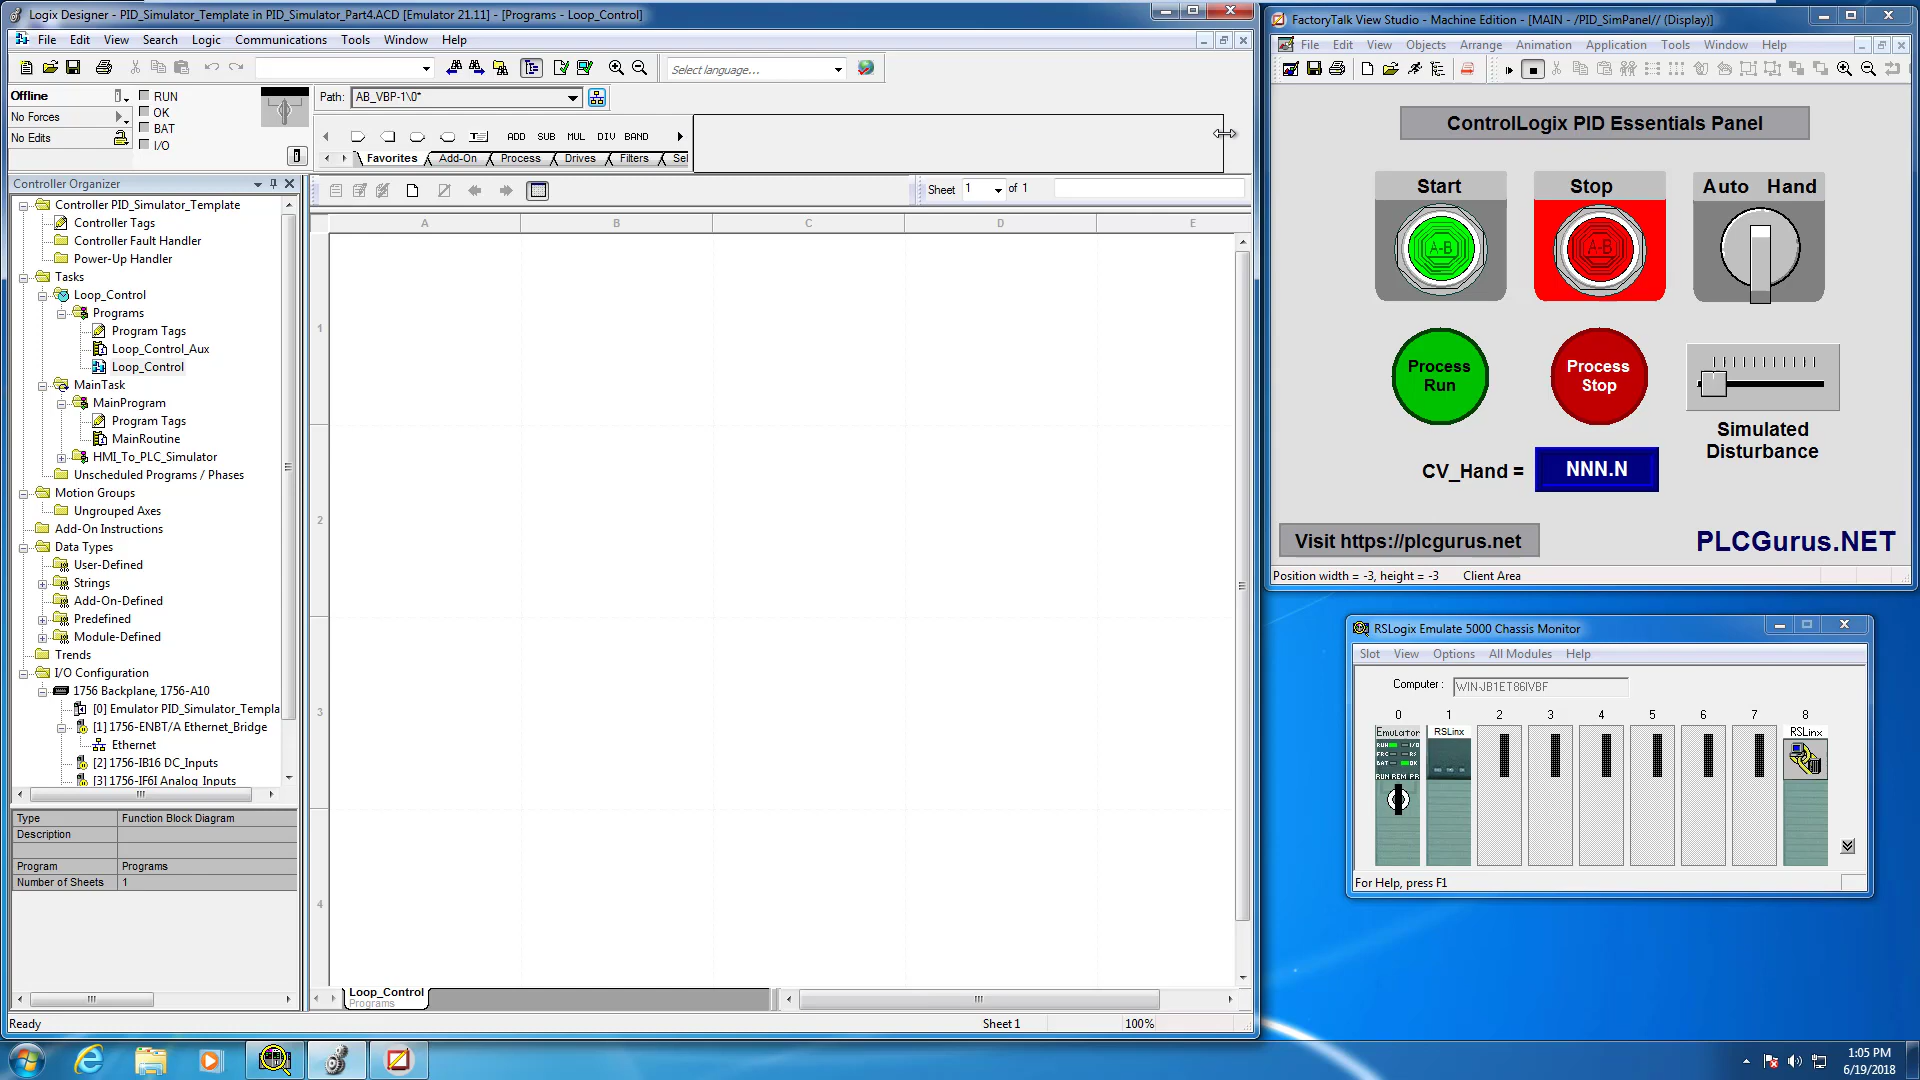 Logix Designer - PID_Simulator_Template in PID_Simulator_Part4.ACD [Emulator 21.11] - [Programs - Loop_Control]
File Edit View Search Logic Communications Tools Window Help
Select language...
Offline
RUN
No Forces
OK
No Edits
BAT
I/O
Path: AB_VBP-1\0*
ADD SUB MUL DIV BAND
Favorites Add-On Process Drives Filters Sel
Controller Organizer
Sheet 1 of 1
A B C D E
1
2
3
4
Controller PID_Simulator_Template
Controller Tags
Controller Fault Handler
Power-Up Handler
Tasks
Loop_Control
Programs
Program Tags
Loop_Control_Aux
Loop_Control
MainTask
MainProgram
Program Tags
MainRoutine
HMI_To_PLC_Simulator
Unscheduled Programs / Phases
Motion Groups
Ungrouped Axes
Add-On Instructions
Data Types
User-Defined
Strings
Add-On-Defined
Predefined
Module-Defined
Trends
I/O Configuration
1756 Backplane, 1756-A10
[0] Emulator PID_Simulator_Templa
[1] 1756-ENBT/A Ethernet_Bridge
Ethernet
[2] 1756-IB16 DC_Inputs
[3] 1756-IF6I Analog_Inputs
Type Function Block Diagram
Description
Program Programs
Number of Sheets 1
Loop_Control
Programs
Ready
Sheet 1
100%
FactoryTalk View Studio - Machine Edition - [MAIN - /PID_SimPanel// (Display)]
File Edit View Objects Arrange Animation Application Tools Window Help
ControlLogix PID Essentials Panel
Start
Stop
Auto Hand
A-B
A-B
Process
Run
Process
Stop
Simulated
Disturbance
CV_Hand = NNN.N
Visit https://plcgurus.net
PLCGurus.NET
Position width = -3, height = -3 Client Area
RSLogix Emulate 5000 Chassis Monitor
Slot View Options All Modules Help
Computer : WIN-JB1ET86IVBF
0 1 2 3 4 5 6 7 8
Emulator
RSLinx
RSLinx
RUN I/O
FRC RS
BAT OK
RUN REM PR
For Help, press F1
1:05 PM
6/19/2018